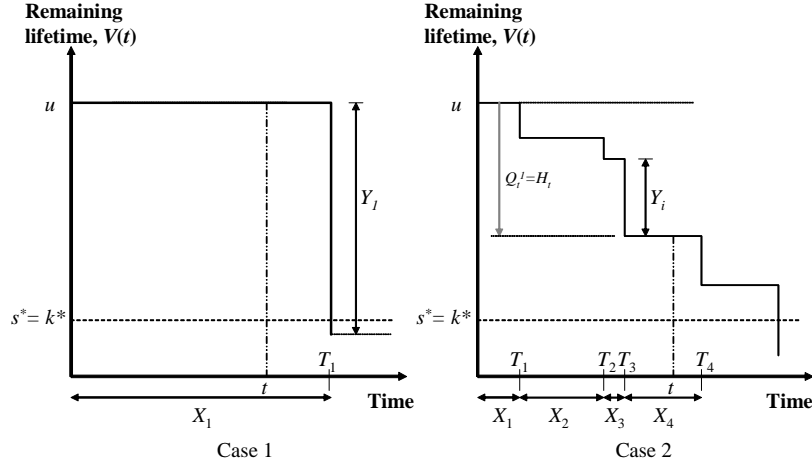 Remaining
lifetime, V(t)
u
Y₁
s* = k*
T₁
t
Time
X₁
Case 1
Remaining
lifetime, V(t)
u
Qₜ¹=Hₜ
Yᵢ
s* = k*
T₁ T₂ T₃ T₄
t
Time
X₁ X₂ X₃ X₄
Case 2